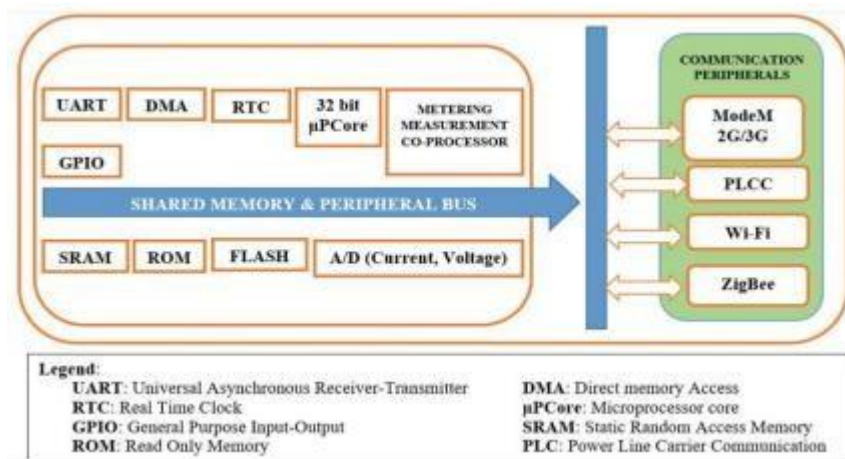 COMMUNICATION
PERIPHERALS
UART
DMA
RTC
32 bit
µPCore
METERING
MEASUREMENT
CO-PROCESSOR
ModeM
2G/3G
GPIO
PLCC
SHARED MEMORY & PERIPHERAL BUS
Wi-Fi
SRAM
ROM
FLASH
A/D (Current, Voltage)
ZigBee
Legend:
UART: Universal Asynchronous Receiver-Transmitter
RTC: Real Time Clock
GPIO: General Purpose Input-Output
ROM: Read Only Memory
DMA: Direct memory Access
µPCore: Microprocessor core
SRAM: Static Random Access Memory
PLC: Power Line Carrier Communication